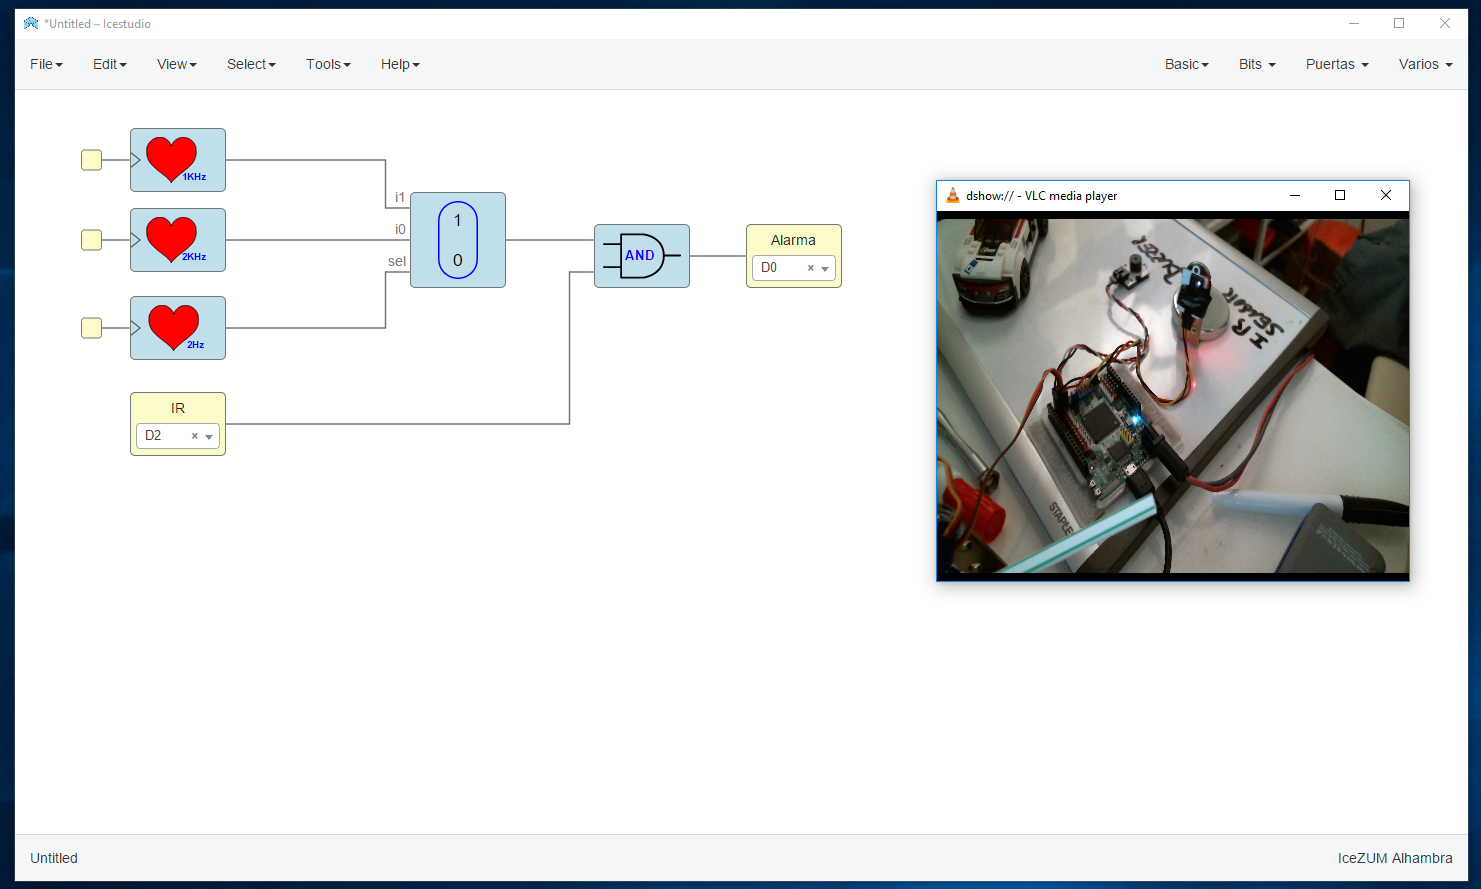 *Untitled – Icestudio
File Edit View Select Tools Help Basic Bits Puertas Varios
1KHz
2KHz
2Hz
i1
i0
sel
1
0
AND
Alarma
D0 ×
IR
D2 ×
dshow:// - VLC media player
BUZZER
IR
SENSOR
STAPLE
Untitled IceZUM Alhambra